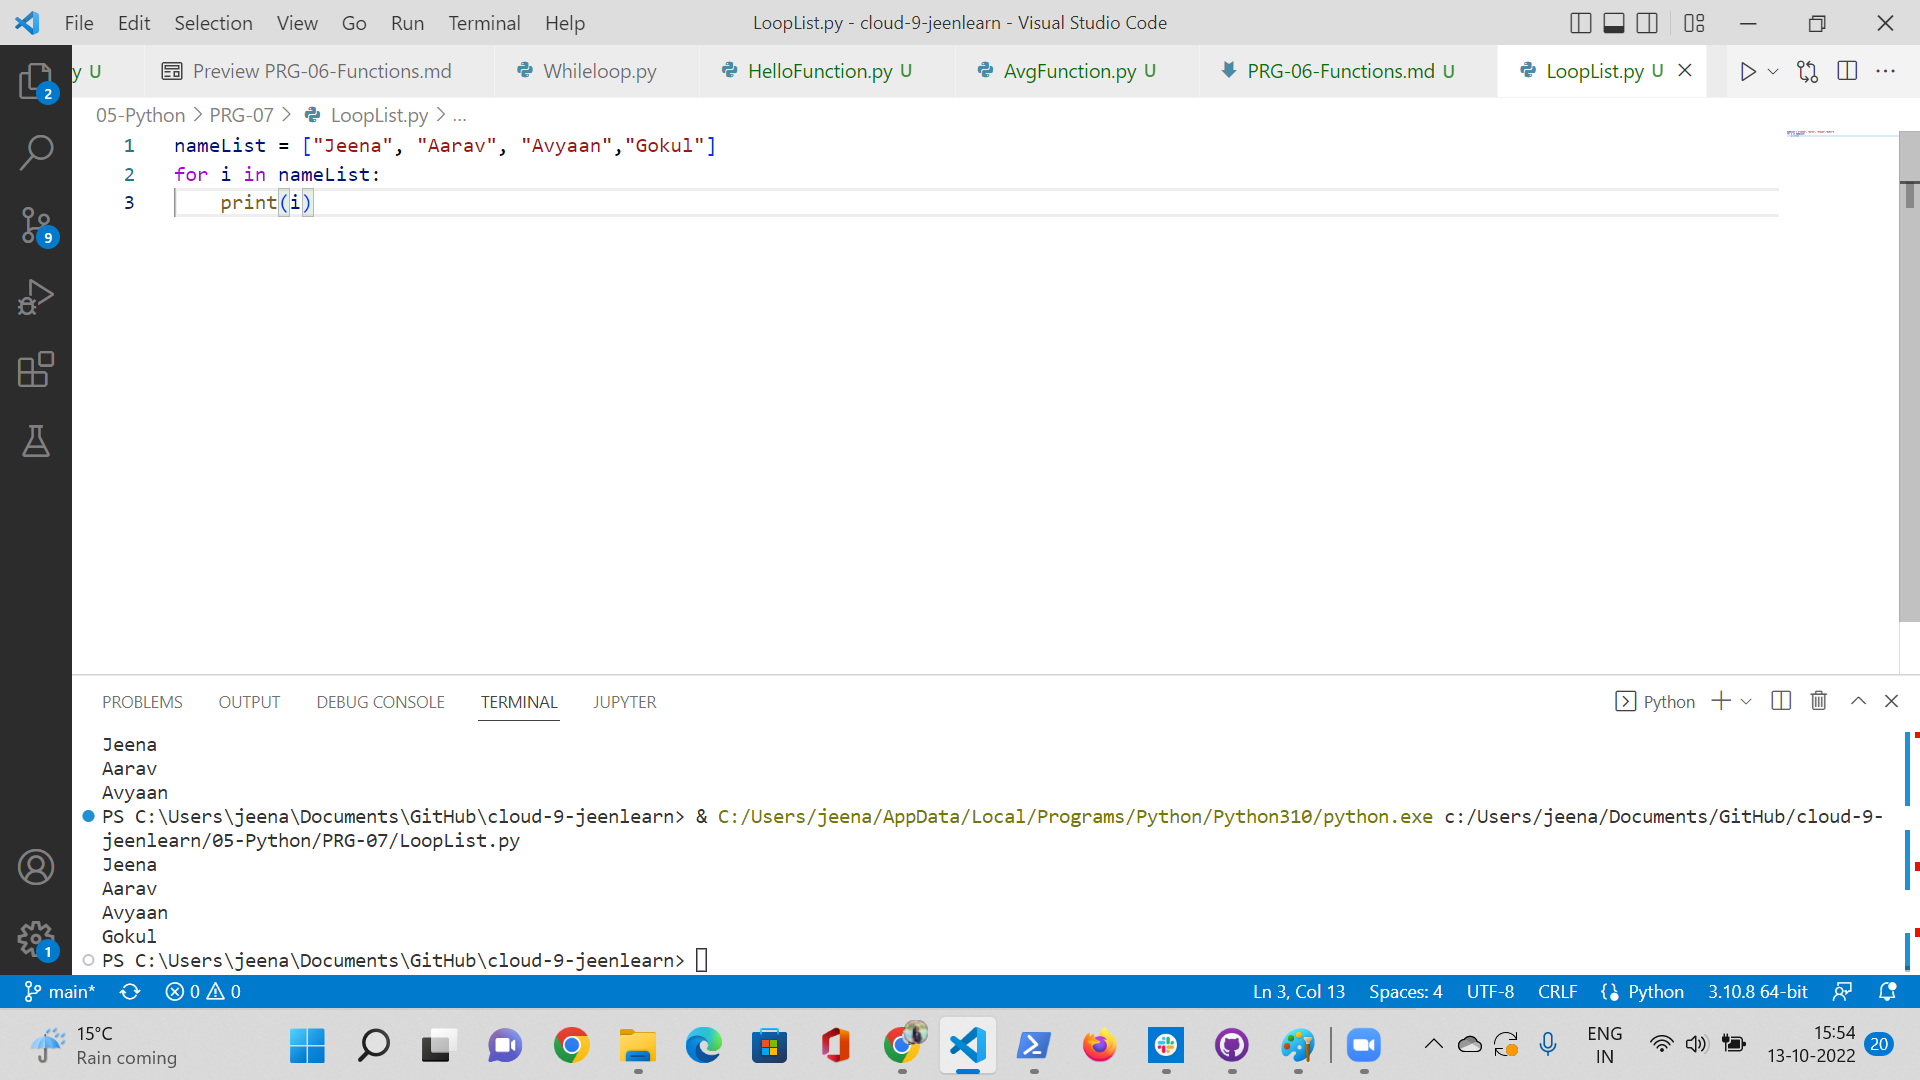 File Edit Selection View Go Run Terminal Help LoopList.py - cloud-9-jeenlearn - Visual Studio Code
y U Preview PRG-06-Functions.md Whileloop.py HelloFunction.py U AvgFunction.py U PRG-06-Functions.md U LoopList.py U
2
05-Python > PRG-07 > LoopList.py > ...
1 nameList = ["Jeena", "Aarav", "Avyaan","Gokul"]
2 for i in nameList:
3 print(i)
9
PROBLEMS OUTPUT DEBUG CONSOLE TERMINAL JUPYTER Python
Jeena
Aarav
Avyaan
PS C:\Users\jeena\Documents\GitHub\cloud-9-jeenlearn> & C:/Users/jeena/AppData/Local/Programs/Python/Python310/python.exe c:/Users/jeena/Documents/GitHub/cloud-9-
jeenlearn/05-Python/PRG-07/LoopList.py
Jeena
Aarav
Avyaan
Gokul
1
PS C:\Users\jeena\Documents\GitHub\cloud-9-jeenlearn>
main* 0 0 Ln 3, Col 13 Spaces: 4 UTF-8 CRLF Python 3.10.8 64-bit
15°C ENG 15:54
Rain coming IN 13-10-2022 20